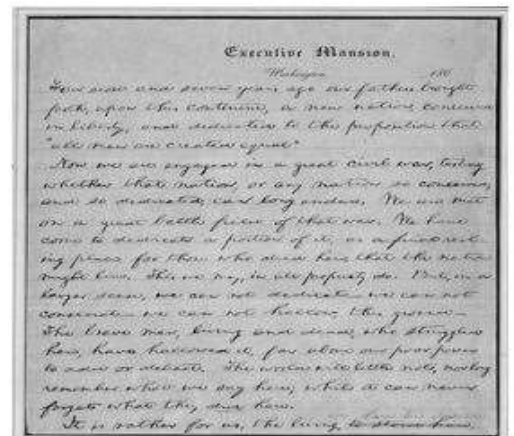 Executive Mansion,
Washington, 186
Four score and seven years ago our fathers brought
forth, upon this continent, a new nation, conceived
in liberty, and dedicated to the proposition that
"all men are created equal"
Now we are engaged in a great civil war, testing
whether that nation, or any nation so conceived,
and so dedicated, can long endure. We are met
on a great battle field of that war. We have
come to dedicate a portion of it, as a final rest-
ing place for those who died here, that the nation
might live. This we may, in all propriety do. But, in a
larger sense, we can not dedicate we can not
consecrate we can not hallow, this ground
The brave men, living and dead, who struggled
here, have hallowed it, far above our poor power
to add or detract. The world will little note, nor long
remember what we say here; while it can never
forget what they did here.
It is rather for us, the living, to stand here,